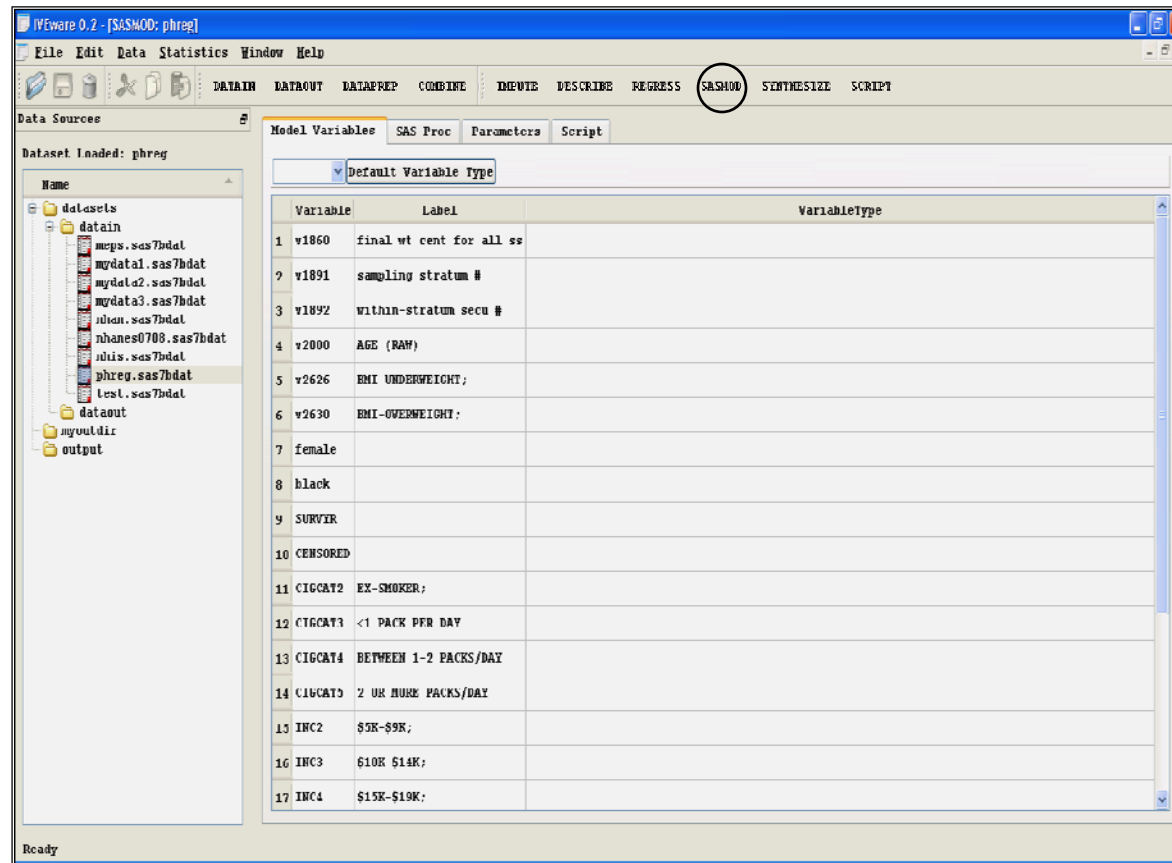 IVEware 0.2 - [SASMOD: phreg]
File Edit Data Statistics Window Help
DATAIN DATAOUT DATAPREP COMBINE IMPUTE DESCRIBE REGRESS SASMOD SYNTHESIZE SCRIPT
Data Sources
Dataset Loaded: phreg
Name
datasets
datain
meps.sas7bdat
mydata1.sas7bdat
mydata2.sas7bdat
mydata3.sas7bdat
nhan.sas7bdat
nhanes0708.sas7bdat
nhis.sas7bdat
phreg.sas7bdat
test.sas7bdat
dataout
myoutdir
output
Model Variables SAS Proc Parameters Script
Default Variable Type
Variable Label VariableType
1 v1860 final wt cent for all ss
2 v1891 sampling stratum #
3 v1892 within-stratum secu #
4 v2000 AGE (RAW)
5 v2626 BMI UNDERWEIGHT;
6 v2630 BMI-OVERWEIGHT;
7 female
8 black
9 SURVYR
10 CENSORED
11 CIGCAT2 EX-SMOKER;
12 CIGCAT3 <1 PACK PER DAY
13 CIGCAT4 BETWEEN 1-2 PACKS/DAY
14 CIGCAT5 2 OR MORE PACKS/DAY
15 INC2 $5K-$9K;
16 INC3 $10K $14K;
17 INC4 $15K-$19K;
Ready